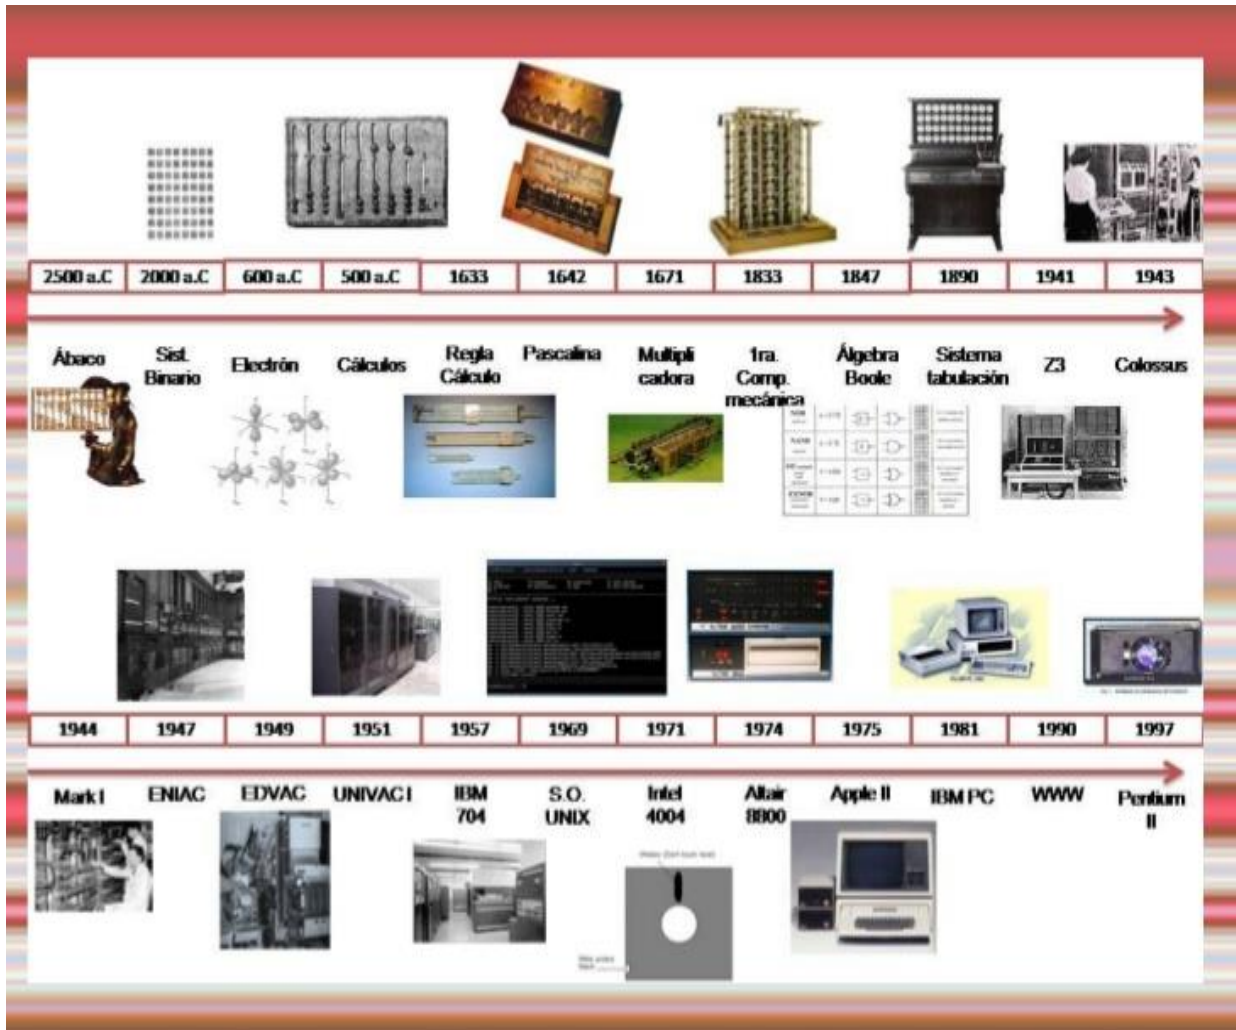 2500 a.C 2000 a.C 600 a.C 500 a.C 1633 1642 1671 1833 1847 1890 1941 1943
Ábaco
Sist.
Binario
Electrón
Cálculos
Regla
Cálculo
Pascalina
Multipli
cadora
1ra.
Comp.
mecánica
Álgebra
Boole
Sistema
tabulación
Z3
Colossus
NOR
NAND
1944 1947 1949 1951 1957 1969 1971 1974 1975 1981 1990 1997
Mark I
ENIAC
EDVAC
UNIVAC I
IBM
704
S.O.
UNIX
Intel
4004
Altair
8800
Apple II
IBM PC
WWW
Pentium
II